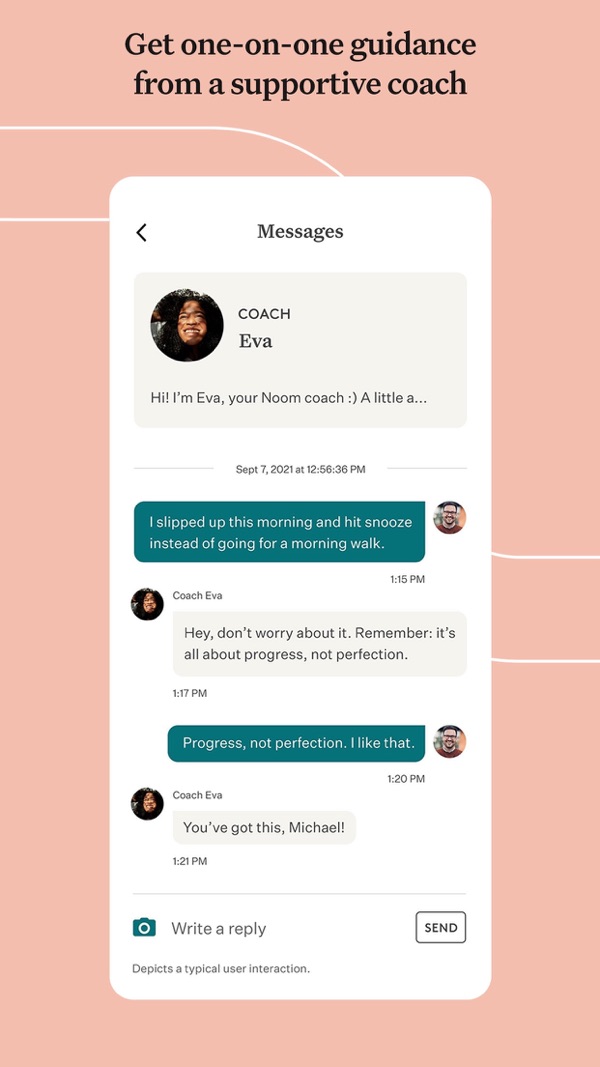 Get one-on-one guidance
from a supportive coach
Messages
COACH
Eva
Hi! I’m Eva, your Noom coach :) A little a...
Sept 7, 2021 at 12:56:36 PM
I slipped up this morning and hit snooze
instead of going for a morning walk.
1:15 PM
Coach Eva
Hey, don’t worry about it. Remember: it’s
all about progress, not perfection.
1:17 PM
Progress, not perfection. I like that.
1:20 PM
Coach Eva
You’ve got this, Michael!
1:21 PM
Write a reply
SEND
Depicts a typical user interaction.